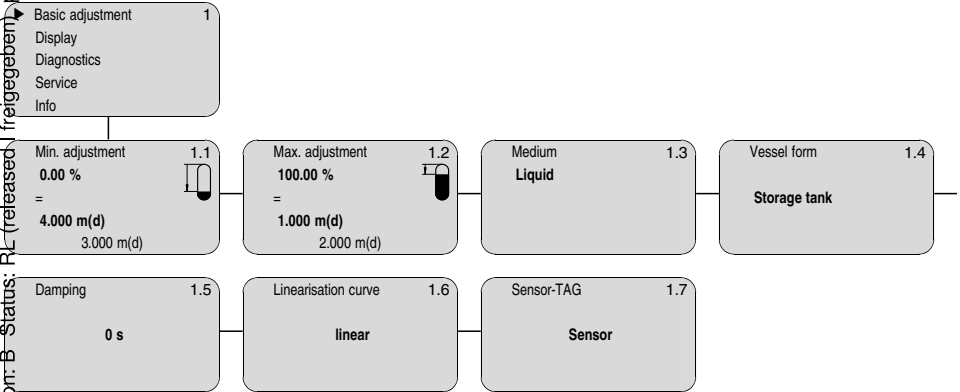 Basic adjustment 1
Display
Diagnostics
Service
Info
Min. adjustment 1.1
0.00 %
=
4.000 m(d)
3.000 m(d)
Max. adjustment 1.2
100.00 %
=
1.000 m(d)
2.000 m(d)
Medium 1.3
Liquid
Vessel form 1.4
Storage tank
Damping 1.5
0 s
Linearisation curve 1.6
linear
Sensor-TAG 1.7
Sensor
on: B Status: RL (released | freigegeben)